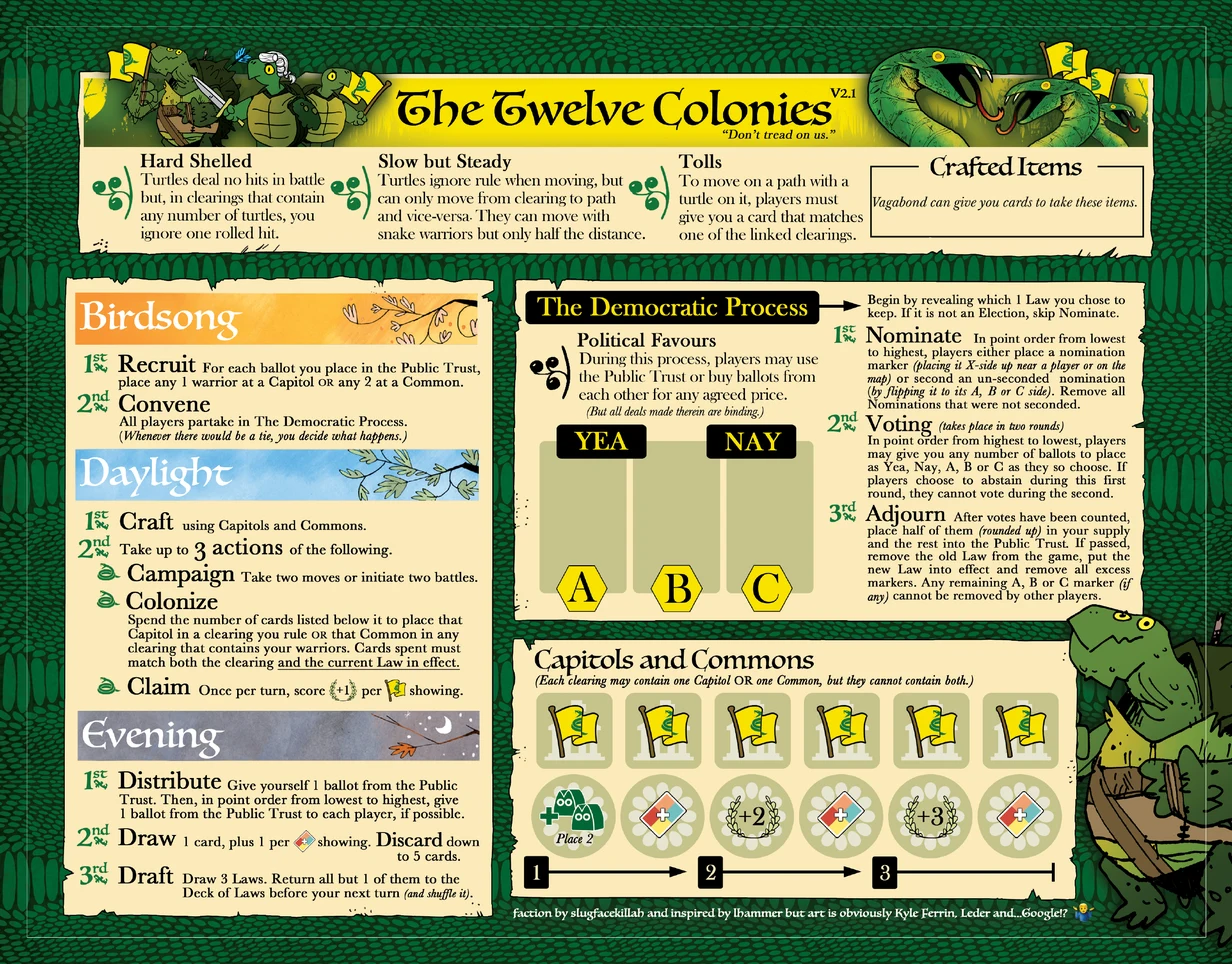 The Twelve Colonies V2.1
"Don't tread on us."
Hard Shelled
Turtles deal no hits in battle
but, in clearings that contain
any number of turtles, you
ignore one rolled hit.
Slow but Steady
Turtles ignore rule when moving, but
can only move from clearing to path
and vice-versa. They can move with
snake warriors but only half the distance.
Tolls
To move on a path with a
turtle on it, players must
give you a card that matches
one of the linked clearings.
Crafted Items
Vagabond can give you cards to take these items.
Birdsong
1st Recruit For each ballot you place in the Public Trust,
place any 1 warrior at a Capitol OR any 2 at a Common.
2nd Convene
All players partake in The Democratic Process.
(Whenever there would be a tie, you decide what happens.)
Daylight
1st Craft using Capitols and Commons.
2nd Take up to 3 actions of the following.
Campaign Take two moves or initiate two battles.
Colonize
Spend the number of cards listed below it to place that
Capitol in a clearing you rule OR that Common in any
clearing that contains your warriors. Cards spent must
match both the clearing and the current Law in effect.
Claim Once per turn, score +1 per showing.
Evening
1st Distribute Give yourself 1 ballot from the Public
Trust. Then, in point order from lowest to highest, give
1 ballot from the Public Trust to each player, if possible.
2nd Draw 1 card, plus 1 per + showing. Discard down
to 5 cards.
3rd Draft Draw 3 Laws. Return all but 1 of them to the
Deck of Laws before your next turn (and shuffle it).
The Democratic Process
Political Favours
During this process, players may use
the Public Trust or buy ballots from
each other for any agreed price.
(But all deals made therein are binding.)
YEA
NAY
A
B
C
Begin by revealing which 1 Law you chose to
keep. If it is not an Election, skip Nominate.
1st Nominate In point order from lowest
to highest, players either place a nomination
marker (placing it X-side up near a player or on the
map) or second an un-seconded nomination
(by flipping it to its A, B or C side). Remove all
Nominations that were not seconded.
2nd Voting (takes place in two rounds)
In point order from highest to lowest, players
may give you any number of ballots to place
as Yea, Nay, A, B or C as they so choose. If
players choose to abstain during this first
round, they cannot vote during the second.
3rd Adjourn After votes have been counted,
place half of them (rounded up) in your supply
and the rest into the Public Trust. If passed,
remove the old Law from the game, put the
new Law into effect and remove all excess
markers. Any remaining A, B or C marker (if
any) cannot be removed by other players.
Capitols and Commons
(Each clearing may contain one Capitol OR one Common, but they cannot contain both.)
+
Place 2
+
+2
+
+3
+
1
2
3
faction by slugfacekillah and inspired by lhammer but art is obviously Kyle Ferrin, Leder and...Google!? 🤷‍♂️